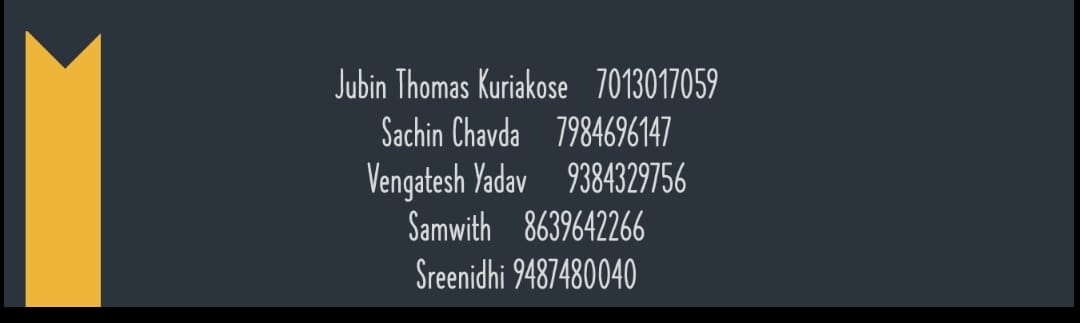 Jubin Thomas Kuriakose 7013017059
Sachin Chavda 7984696147
Vengatesh Yadav 9384329756
Samwith 8639642266
Sreenidhi 9487480040